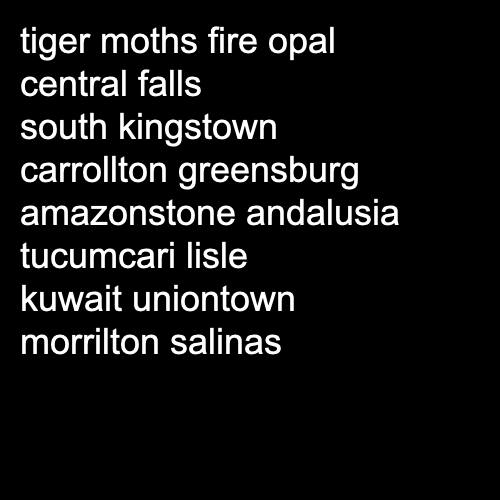 tiger moths fire opal
central falls
south kingstown
carrollton greensburg
amazonstone andalusia
tucumcari lisle
kuwait uniontown
morrilton salinas